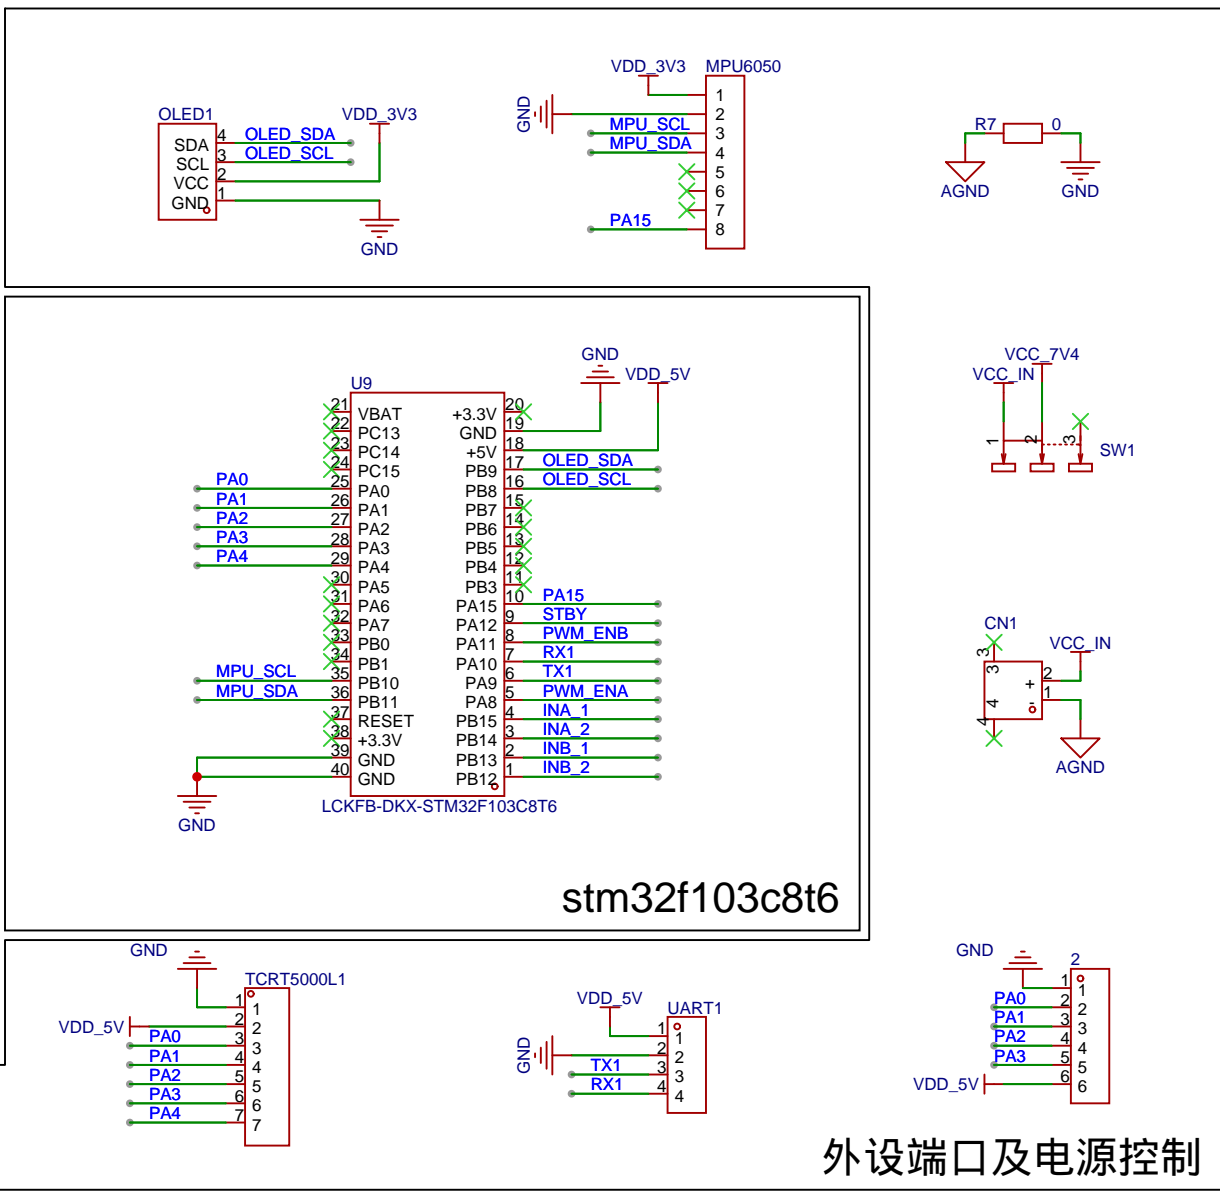 VDD_3V3 MPU6050
OLED1 VDD_3V3
SDA 4 OLED_SDA
SCL 3 OLED_SCL
VCC 2
GND 1
GND
1
GND 2
MPU_SCL 3
MPU_SDA 4
5
6
7
PA15 8
R7 0
AGND GND
U9
GND
VDD_5V
21 VBAT +3.3V 20
22 PC13 GND 19
23 PC14 +5V 18
24 PC15 PB9 17 OLED_SDA
PA0 25 PA0 PB8 16 OLED_SCL
PA1 26 PA1 PB7 15
PA2 27 PA2 PB6 14
PA3 28 PA3 PB5 13
PA4 29 PA4 PB4 12
30 PA5 PB3 11
31 PA6 PA15 10 PA15
32 PA7 PA12 9 STBY
33 PB0 PA11 8 PWM_ENB
34 PB1 PA10 7 RX1
MPU_SCL 35 PB10 PA9 6 TX1
MPU_SDA 36 PB11 PA8 5 PWM_ENA
37 RESET PB15 4 INA_1
38 +3.3V PB14 3 INA_2
39 GND PB13 2 INB_1
40 GND PB12 1 INB_2
GND
LCKFB-DKX-STM32F103C8T6
stm32f103c8t6
VCC_7V4
VCC_IN
1 2 3 SW1
CN1
VCC_IN
3 3 + 2
4 4 - 1
AGND
GND
TCRT5000L1
1 1
VDD_5V 2 2
PA0 3 3
PA1 4 4
PA2 5 5
PA3 6 6
PA4 7 7
VDD_5V
UART1
1 1
GND 2 2
TX1 3 3
RX1 4 4
GND
2
1 1
PA0 2 2
PA1 3 3
PA2 4 4
PA3 5 5
VDD_5V 6 6
外设端口及电源控制